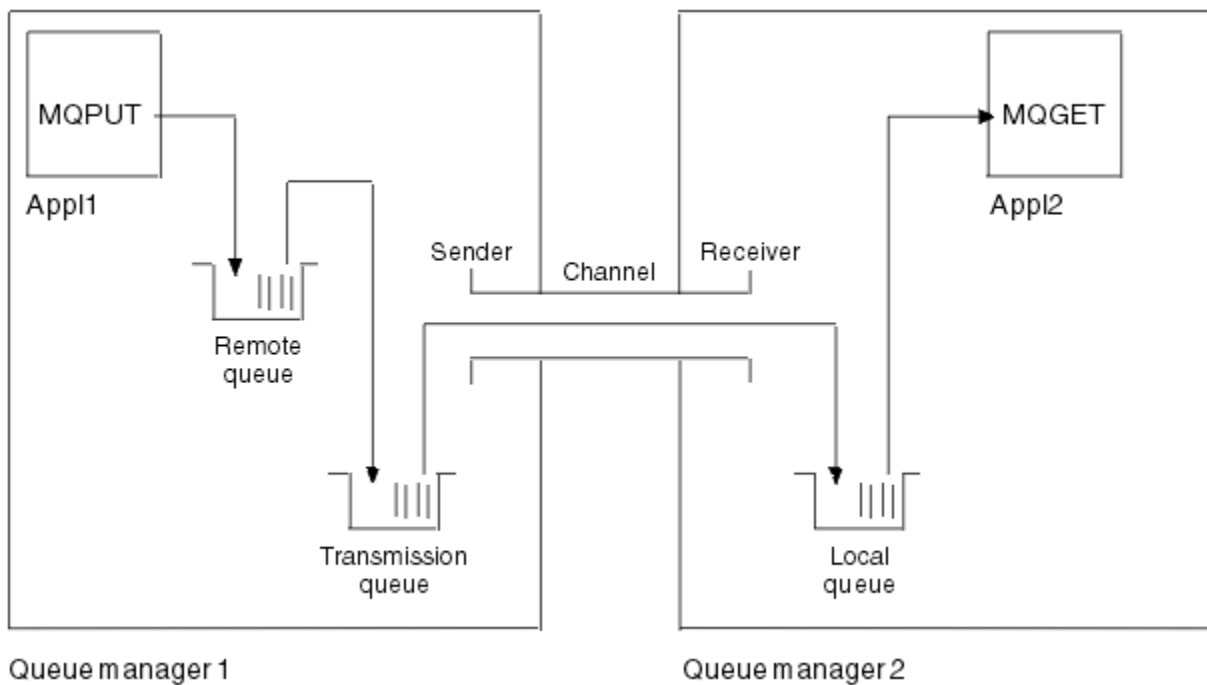 MQPUT
MQGET
Appl1
Appl2
Sender
Channel
Receiver
Remote
queue
Transmission
queue
Local
queue
Queue manager 1
Queue manager 2